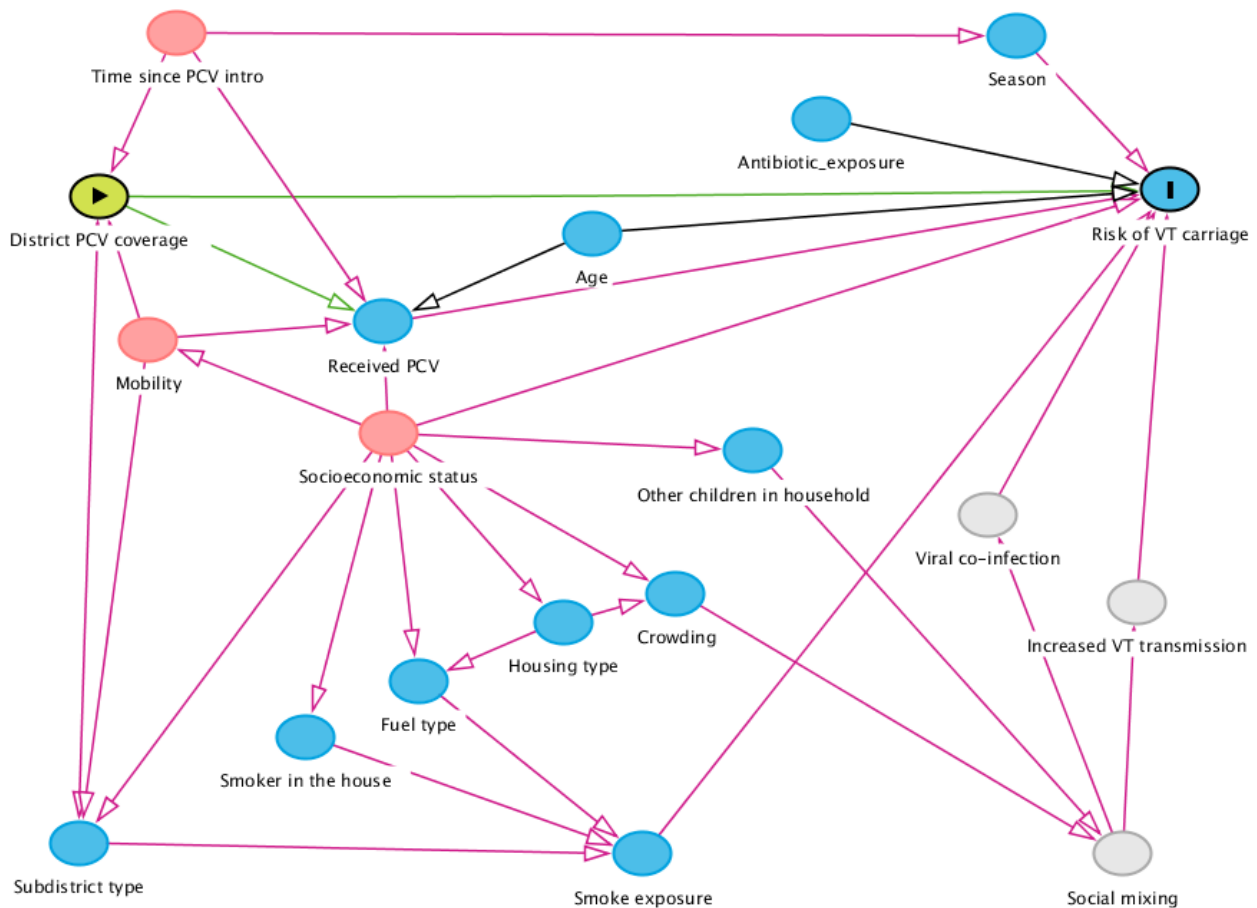 Time since PCV intro
Season
Antibiotic_exposure
District PCV coverage
Risk of VT carriage
Age
Received PCV
Mobility
Socioeconomic status
Other children in household
Viral co-infection
Crowding
Increased VT transmission
Housing type
Fuel type
Smoker in the house
Subdistrict type
Smoke exposure
Social mixing